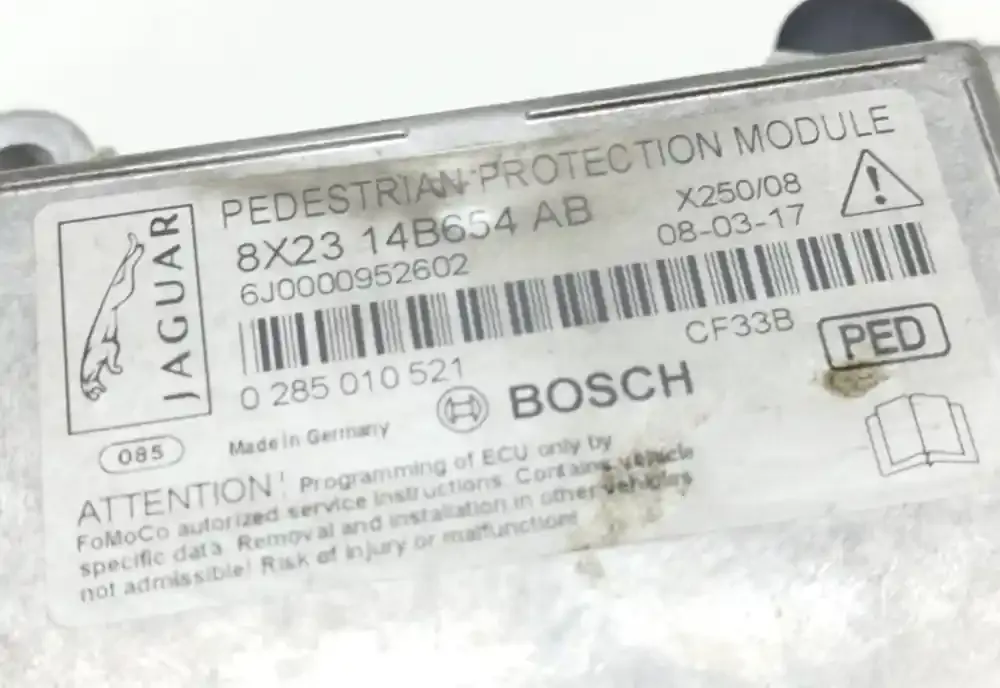 PEDESTRIAN PROTECTION MODULE
8X23 14B654 AB
X250/08
6J0000952602
08-03-17
JAGUAR
CF33B
PED
0 285 010 521
BOSCH
085
Made in Germany
ATTENTION! Programming of ECU only by
FoMoCo autorized service instructions. Contains vehicle
specific data. Removal and installation in other vehicles
not admissible! Risk of injury or malfunction!